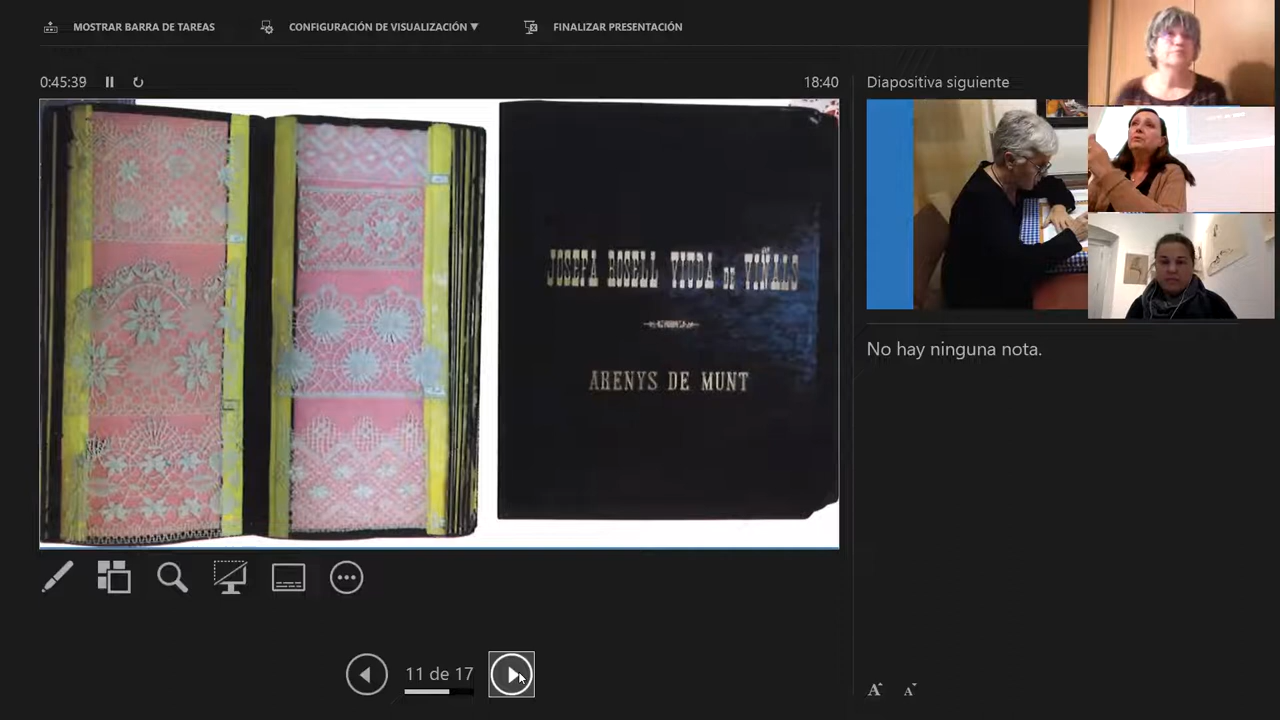 MOSTRAR BARRA DE TAREAS
CONFIGURACIÓN DE VISUALIZACIÓN ▼
FINALIZAR PRESENTACIÓN
0:45:39
18:40
Diapositiva siguiente
JOSEFA ROSELL VIUDA DE VIÑALS
ARENYS DE MUNT
No hay ninguna nota.
11 de 17
A
A